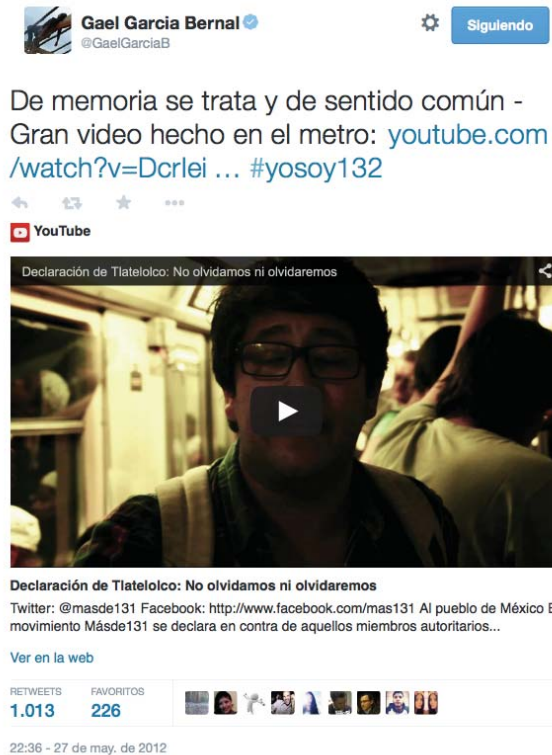 Gael Garcia Bernal
@GaelGarciaB
Siguiendo
De memoria se trata y de sentido común -
Gran video hecho en el metro: youtube.com
/watch?v=Dcrlei ... #yosoy132
YouTube
Declaración de Tlatelolco: No olvidamos ni olvidaremos
Declaración de Tlatelolco: No olvidamos ni olvidaremos
Twitter: @masde131 Facebook: http://www.facebook.com/mas131 Al pueblo de México E
movimiento Másde131 se declara en contra de aquellos miembros autoritarios...
Ver en la web
RETWEETS FAVORITOS
1.013 226
22:36 - 27 de may. de 2012